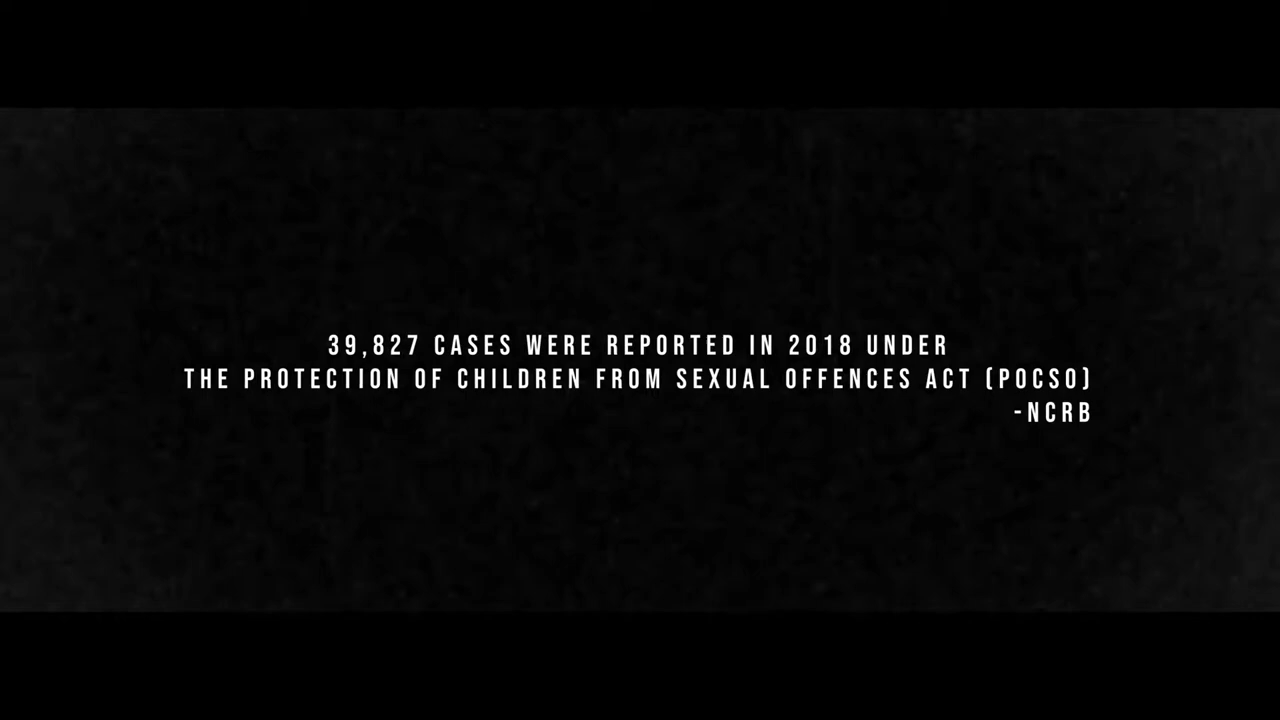 39,827 CASES WERE REPORTED IN 2018 UNDER
THE PROTECTION OF CHILDREN FROM SEXUAL OFFENCES ACT (POCSO)
-NCRB